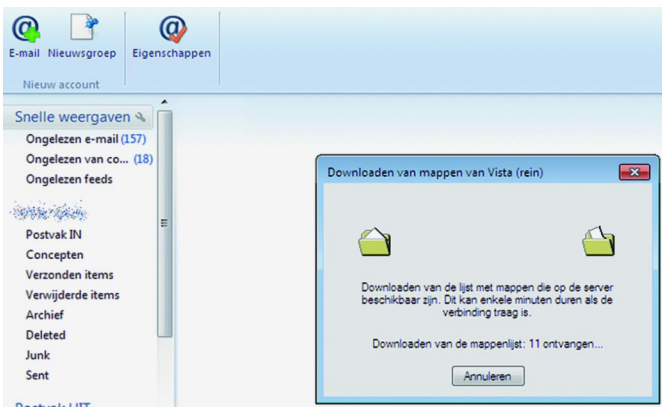 E-mail Nieuwsgroep Eigenschappen
Nieuw account
Snelle weergaven
Ongelezen e-mail (157)
Ongelezen van co... (18)
Ongelezen feeds
Postvak IN
Concepten
Verzonden items
Verwijderde items
Archief
Deleted
Junk
Sent
Postvak UIT
Downloaden van mappen van Vista (rein)
Downloaden van de lijst met mappen die op de server
beschikbaar zijn. Dit kan enkele minuten duren als de
verbinding traag is.
Downloaden van de mappenlijst: 11 ontvangen...
Annuleren